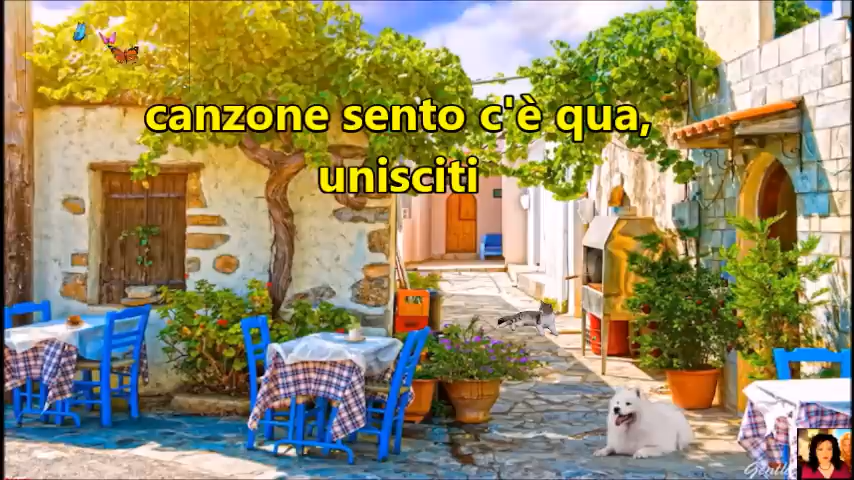 canzone sento c'è qua,
unisciti